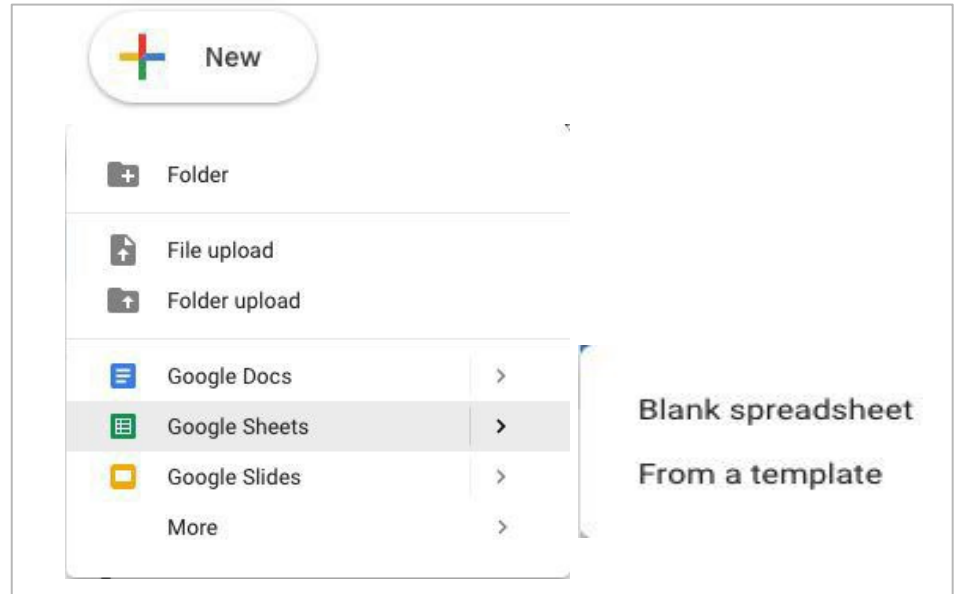 New
Folder
File upload
Folder upload
Google Docs
Google Sheets
Google Slides
More
Blank spreadsheet
From a template